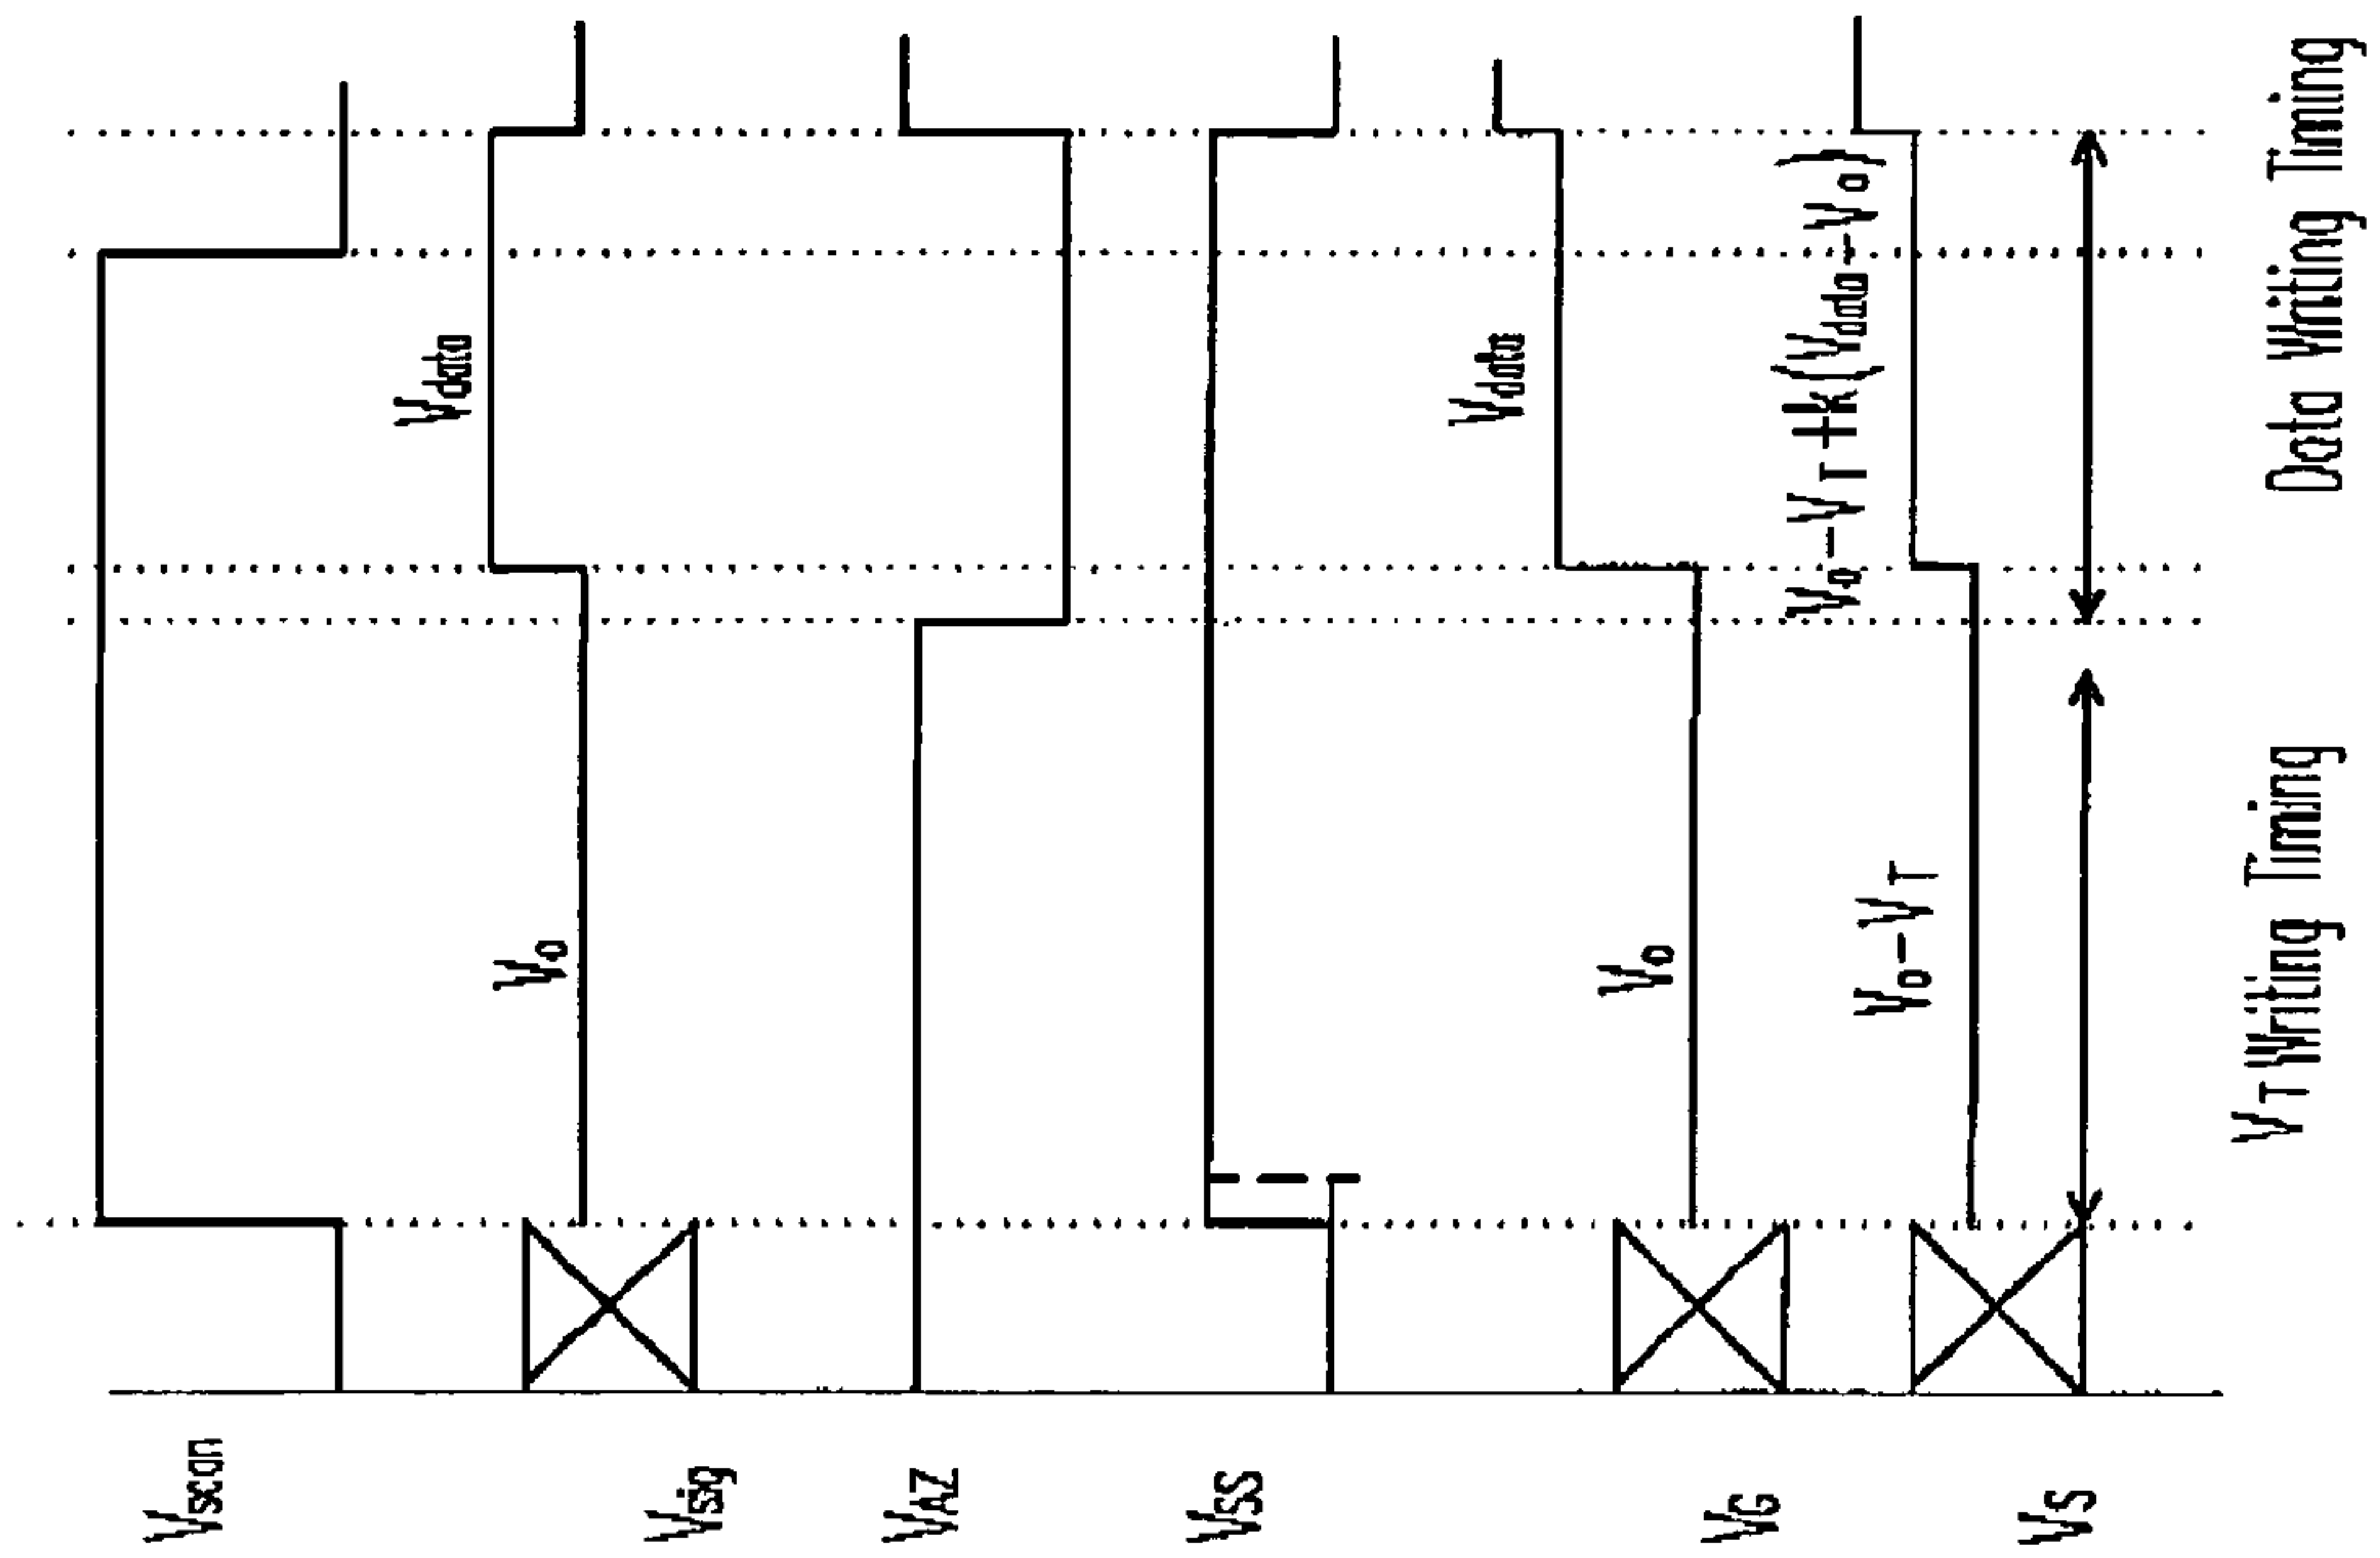 Vscan
Visg
Vdata
V₀
VAZ
VSS
VG
Vdata
V₀
VS
V₀-VT+k(Vdata-V₀)
V₀-VT
VT Writing Timing
Data Writing Timing